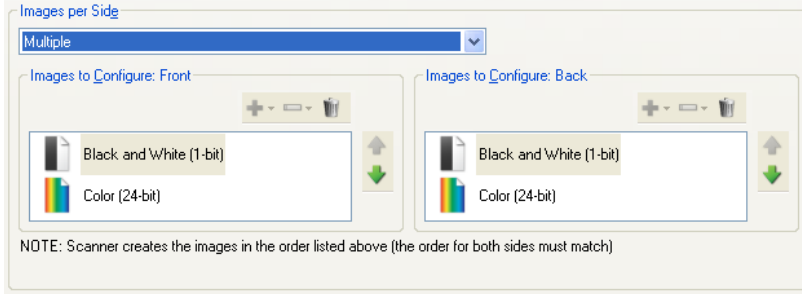 Images per Side
Multiple
Images to Configure: Front
Images to Configure: Back
Black and White (1-bit)
Color (24-bit)
Black and White (1-bit)
Color (24-bit)
NOTE: Scanner creates the images in the order listed above (the order for both sides must match)